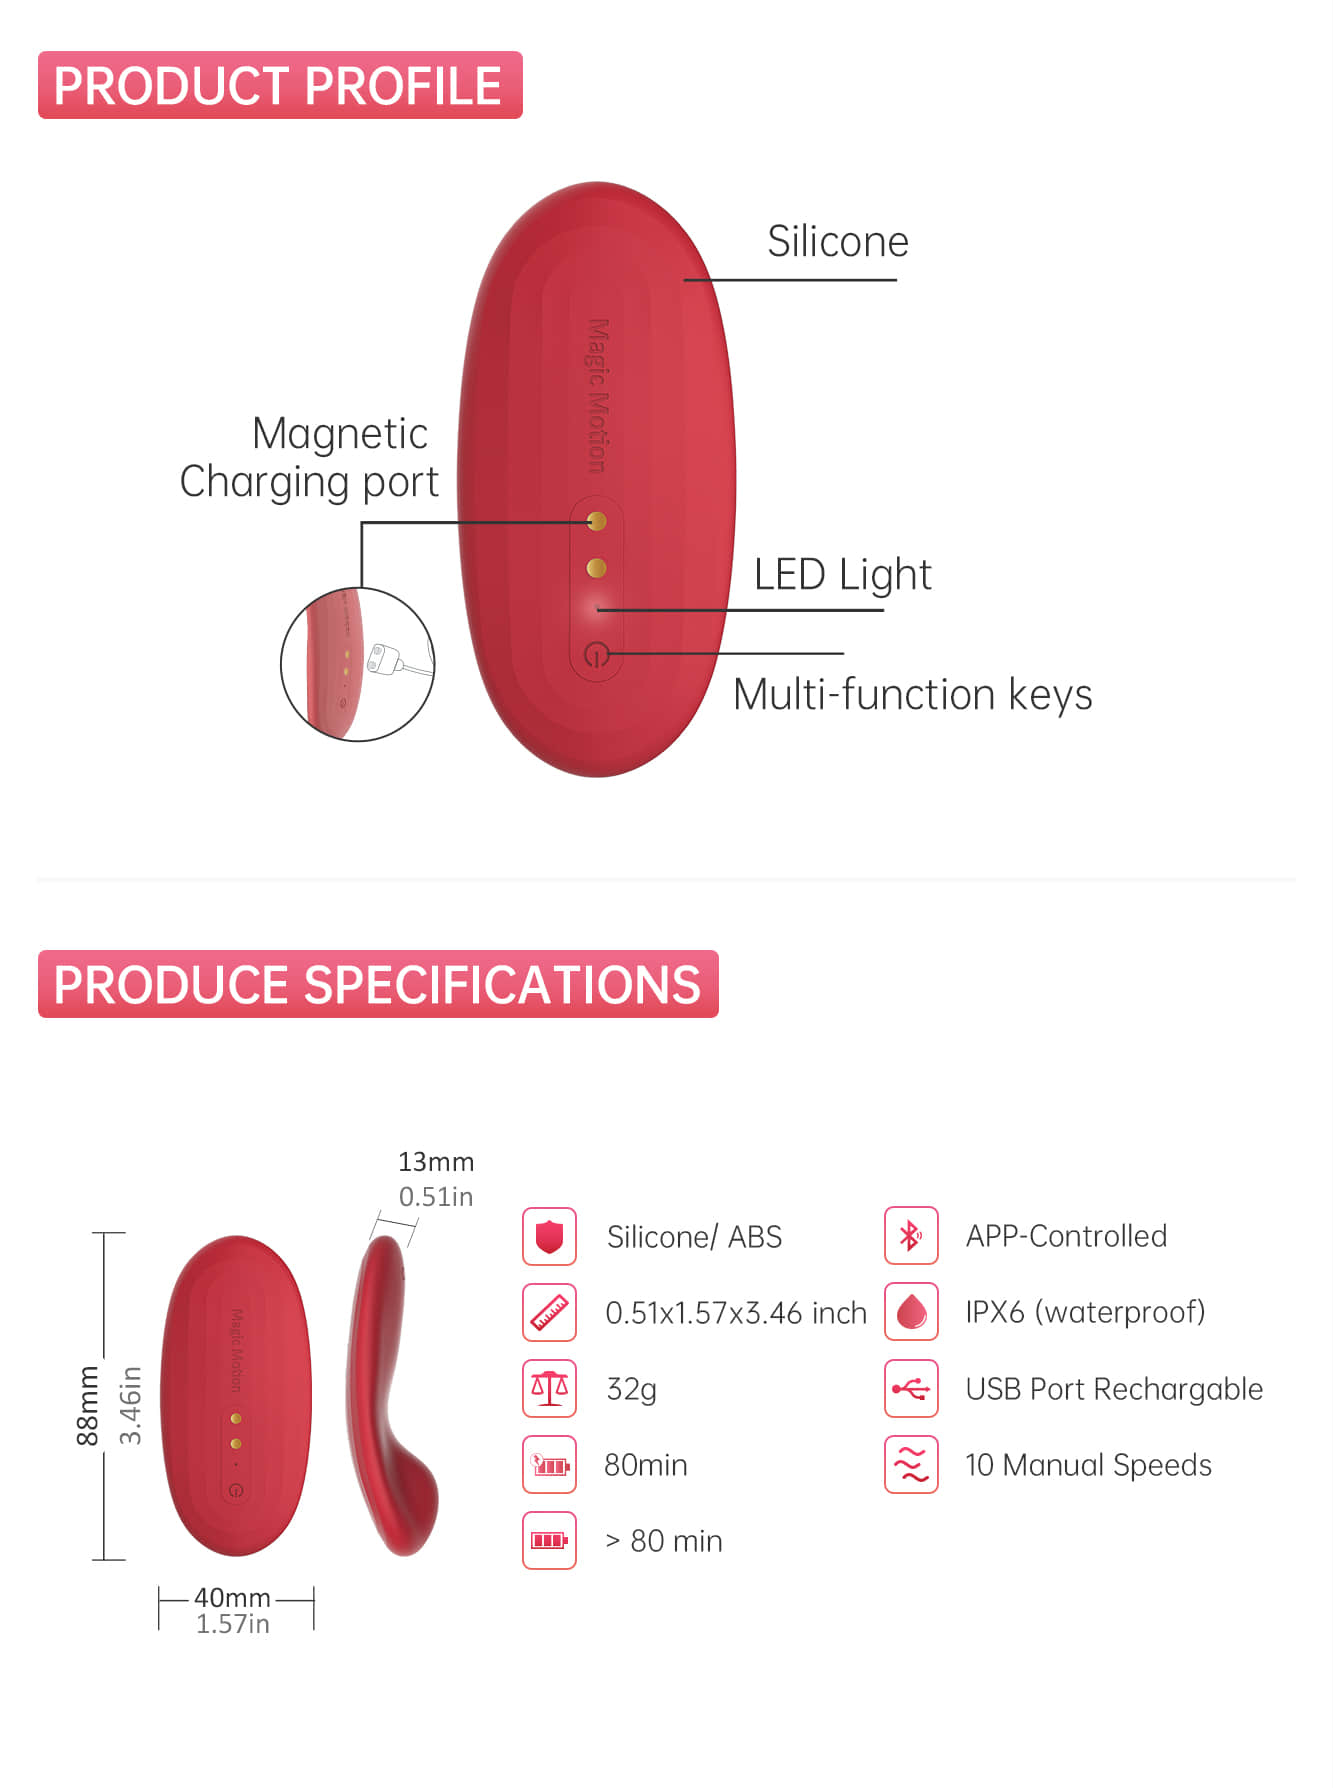 PRODUCT PROFILE
Silicone
Magic Motion
Magnetic
Charging port
LED Light
Multi-function keys
PRODUCE SPECIFICATIONS
13mm
0.51in
88mm
3.46in
Magic Motion
40mm
1.57in
Silicone/ ABS
0.51x1.57x3.46 inch
32g
80min
> 80 min
APP-Controlled
IPX6 (waterproof)
USB Port Rechargable
10 Manual Speeds